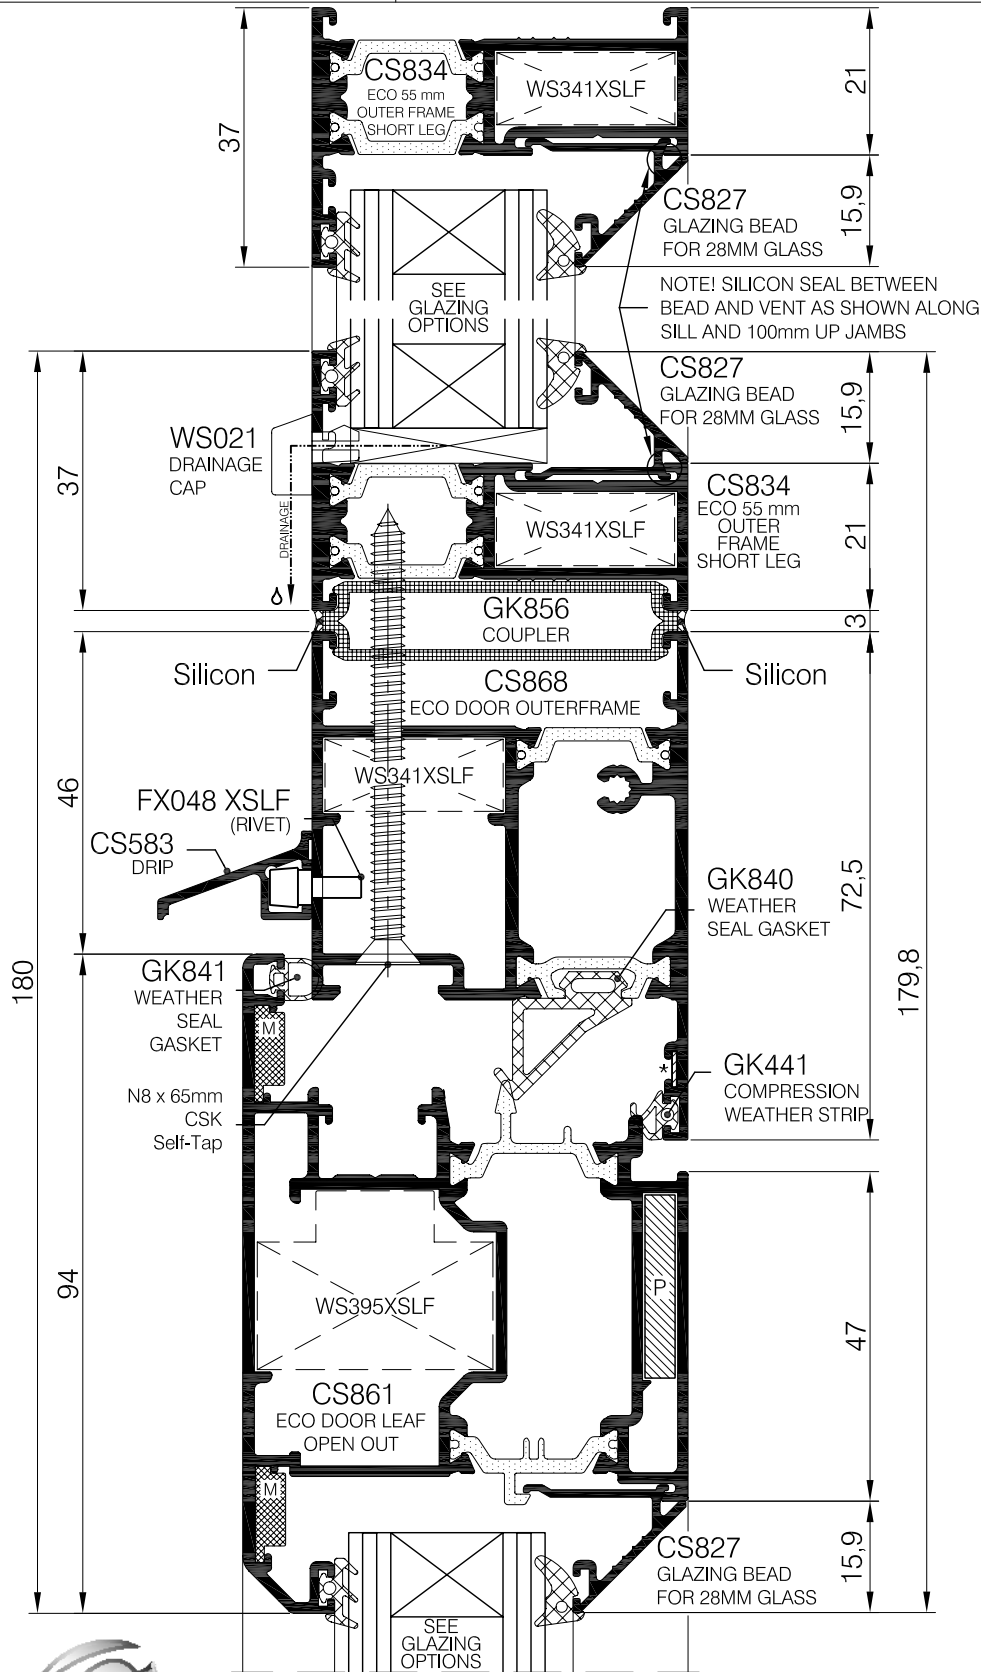 37
CS834
ECO 55 mm
OUTER FRAME
SHORT LEG
WS341XSLF
21
15,9
CS827
GLAZING BEAD
FOR 28MM GLASS
SEE
GLAZING
OPTIONS
NOTE! SILICON SEAL BETWEEN
BEAD AND VENT AS SHOWN ALONG
SILL AND 100mm UP JAMBS
CS827
GLAZING BEAD
FOR 28MM GLASS
15,9
WS021
DRAINAGE
CAP
37
DRAINAGE
WS341XSLF
CS834
ECO 55 mm
OUTER
FRAME
SHORT LEG
21
GK856
COUPLER
3
Silicon
Silicon
CS868
ECO DOOR OUTERFRAME
WS341XSLF
46
FX048 XSLF
(RIVET)
CS583
DRIP
72,5
GK840
WEATHER
SEAL GASKET
180
179,8
GK841
WEATHER
SEAL
GASKET
M
*
GK441
COMPRESSION
WEATHER STRIP
N8 x 65mm
CSK
Self-Tap
94
WS395XSLF
P
47
CS861
ECO DOOR LEAF
OPEN OUT
M
CS827
GLAZING BEAD
FOR 28MM GLASS
15,9
SEE
GLAZING
OPTIONS